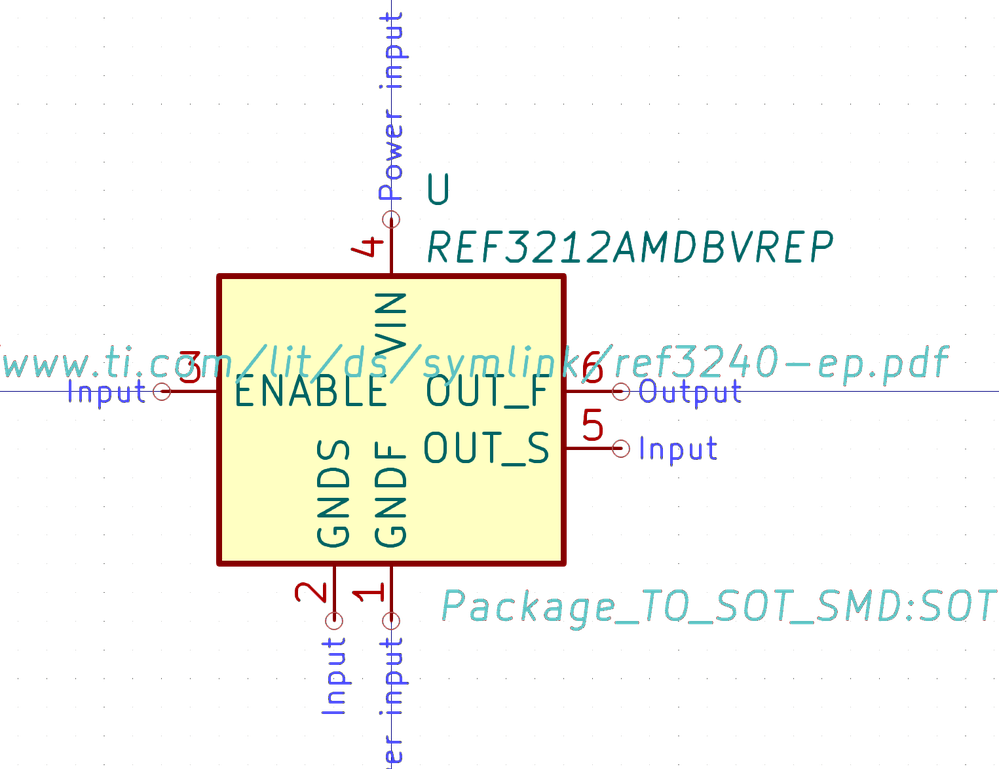 Power input
U
4
REF3212AMDBVREP
VIN
www.ti.com/lit/ds/symlink/ref3240-ep.pdf
3
6
Input
ENABLE
OUT_F
Output
5
OUT_S
Input
GNDS
GNDF
2
1
Package_TO_SOT_SMD:SOT
Input
er input